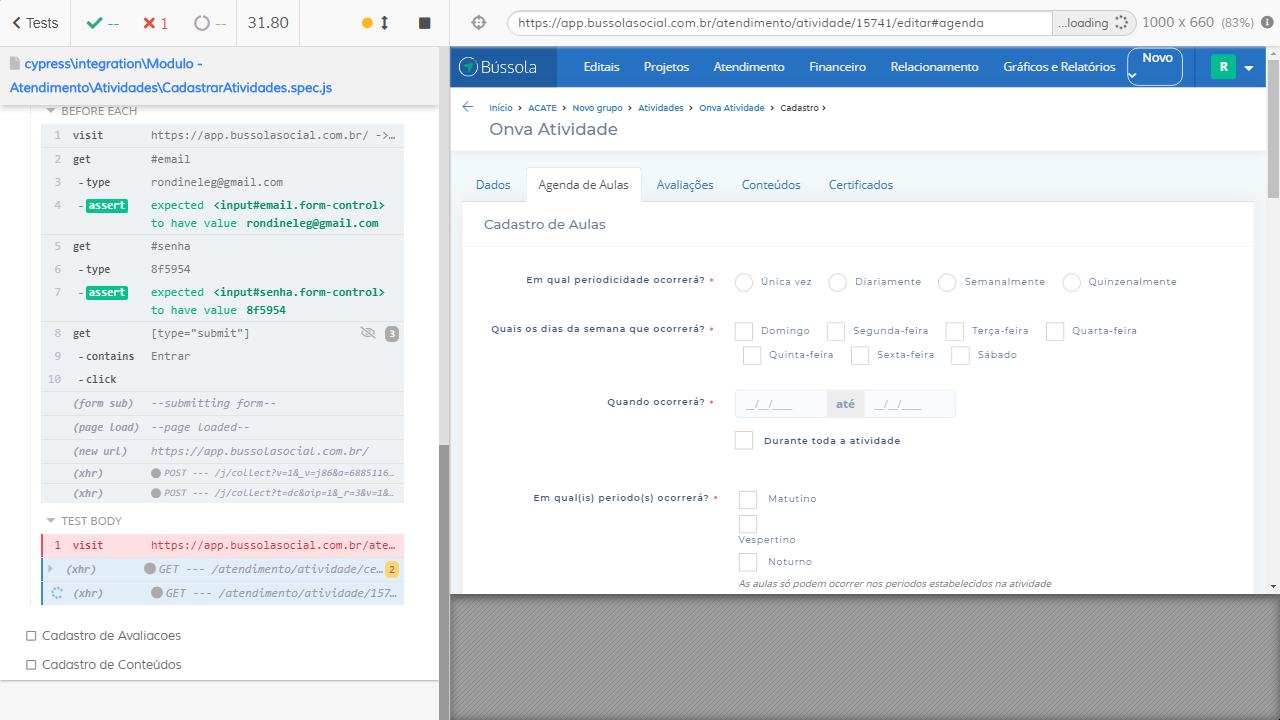 Tests
--
1
--
31.80
https://app.bussolasocial.com.br/atendimento/atividade/15741/editar#agenda
...loading
1000 x 660 (83%)
cypress\integration\Modulo -
Atendimento\Atividades\CadastrarAtividades.spec.js
BEFORE EACH
1 visit https://app.bussolasocial.com.br/ ->…
2 get #email
3 -type rondineleg@gmail.com
4 -assert expected <input#email.form-control>
to have value rondineleg@gmail.com
5 get #senha
6 -type 8f5954
7 -assert expected <input#senha.form-control>
to have value 8f5954
8 get [type="submit"] 3
9 -contains Entrar
10 -click
(form sub) --submitting form--
(page load) --page loaded--
(new url) https://app.bussolasocial.com.br/
(xhr) POST --- /j/collect?v=1&_v=j86&a=6885116…
(xhr) POST --- /j/collect?t=dc&aip=1&_r=3&v=1&…
TEST BODY
1 visit https://app.bussolasocial.com.br/ate…
(xhr) GET --- /atendimento/atividade/ce… 2
(xhr) GET --- /atendimento/atividade/157…
Cadastro de Avaliacoes
Cadastro de Conteúdos
Bússola
Editais Projetos Atendimento Financeiro Relacionamento Gráficos e Relatórios Novo R
Início > ACATE > Novo grupo > Atividades > Onva Atividade > Cadastro >
Onva Atividade
Dados Agenda de Aulas Avaliações Conteúdos Certificados
Cadastro de Aulas
Em qual periodicidade ocorrerá? * Única vez Diariamente Semanalmente Quinzenalmente
Quais os dias da semana que ocorrerá? * Domingo Segunda-feira Terça-feira Quarta-feira
Quinta-feira Sexta-feira Sábado
Quando ocorrerá? * __/__/____ até __/__/____
Durante toda a atividade
Em qual(is) periodo(s) ocorrerá? * Matutino
Vespertino
Noturno
As aulas só podem ocorrer nos periodos estabelecidos na atividade